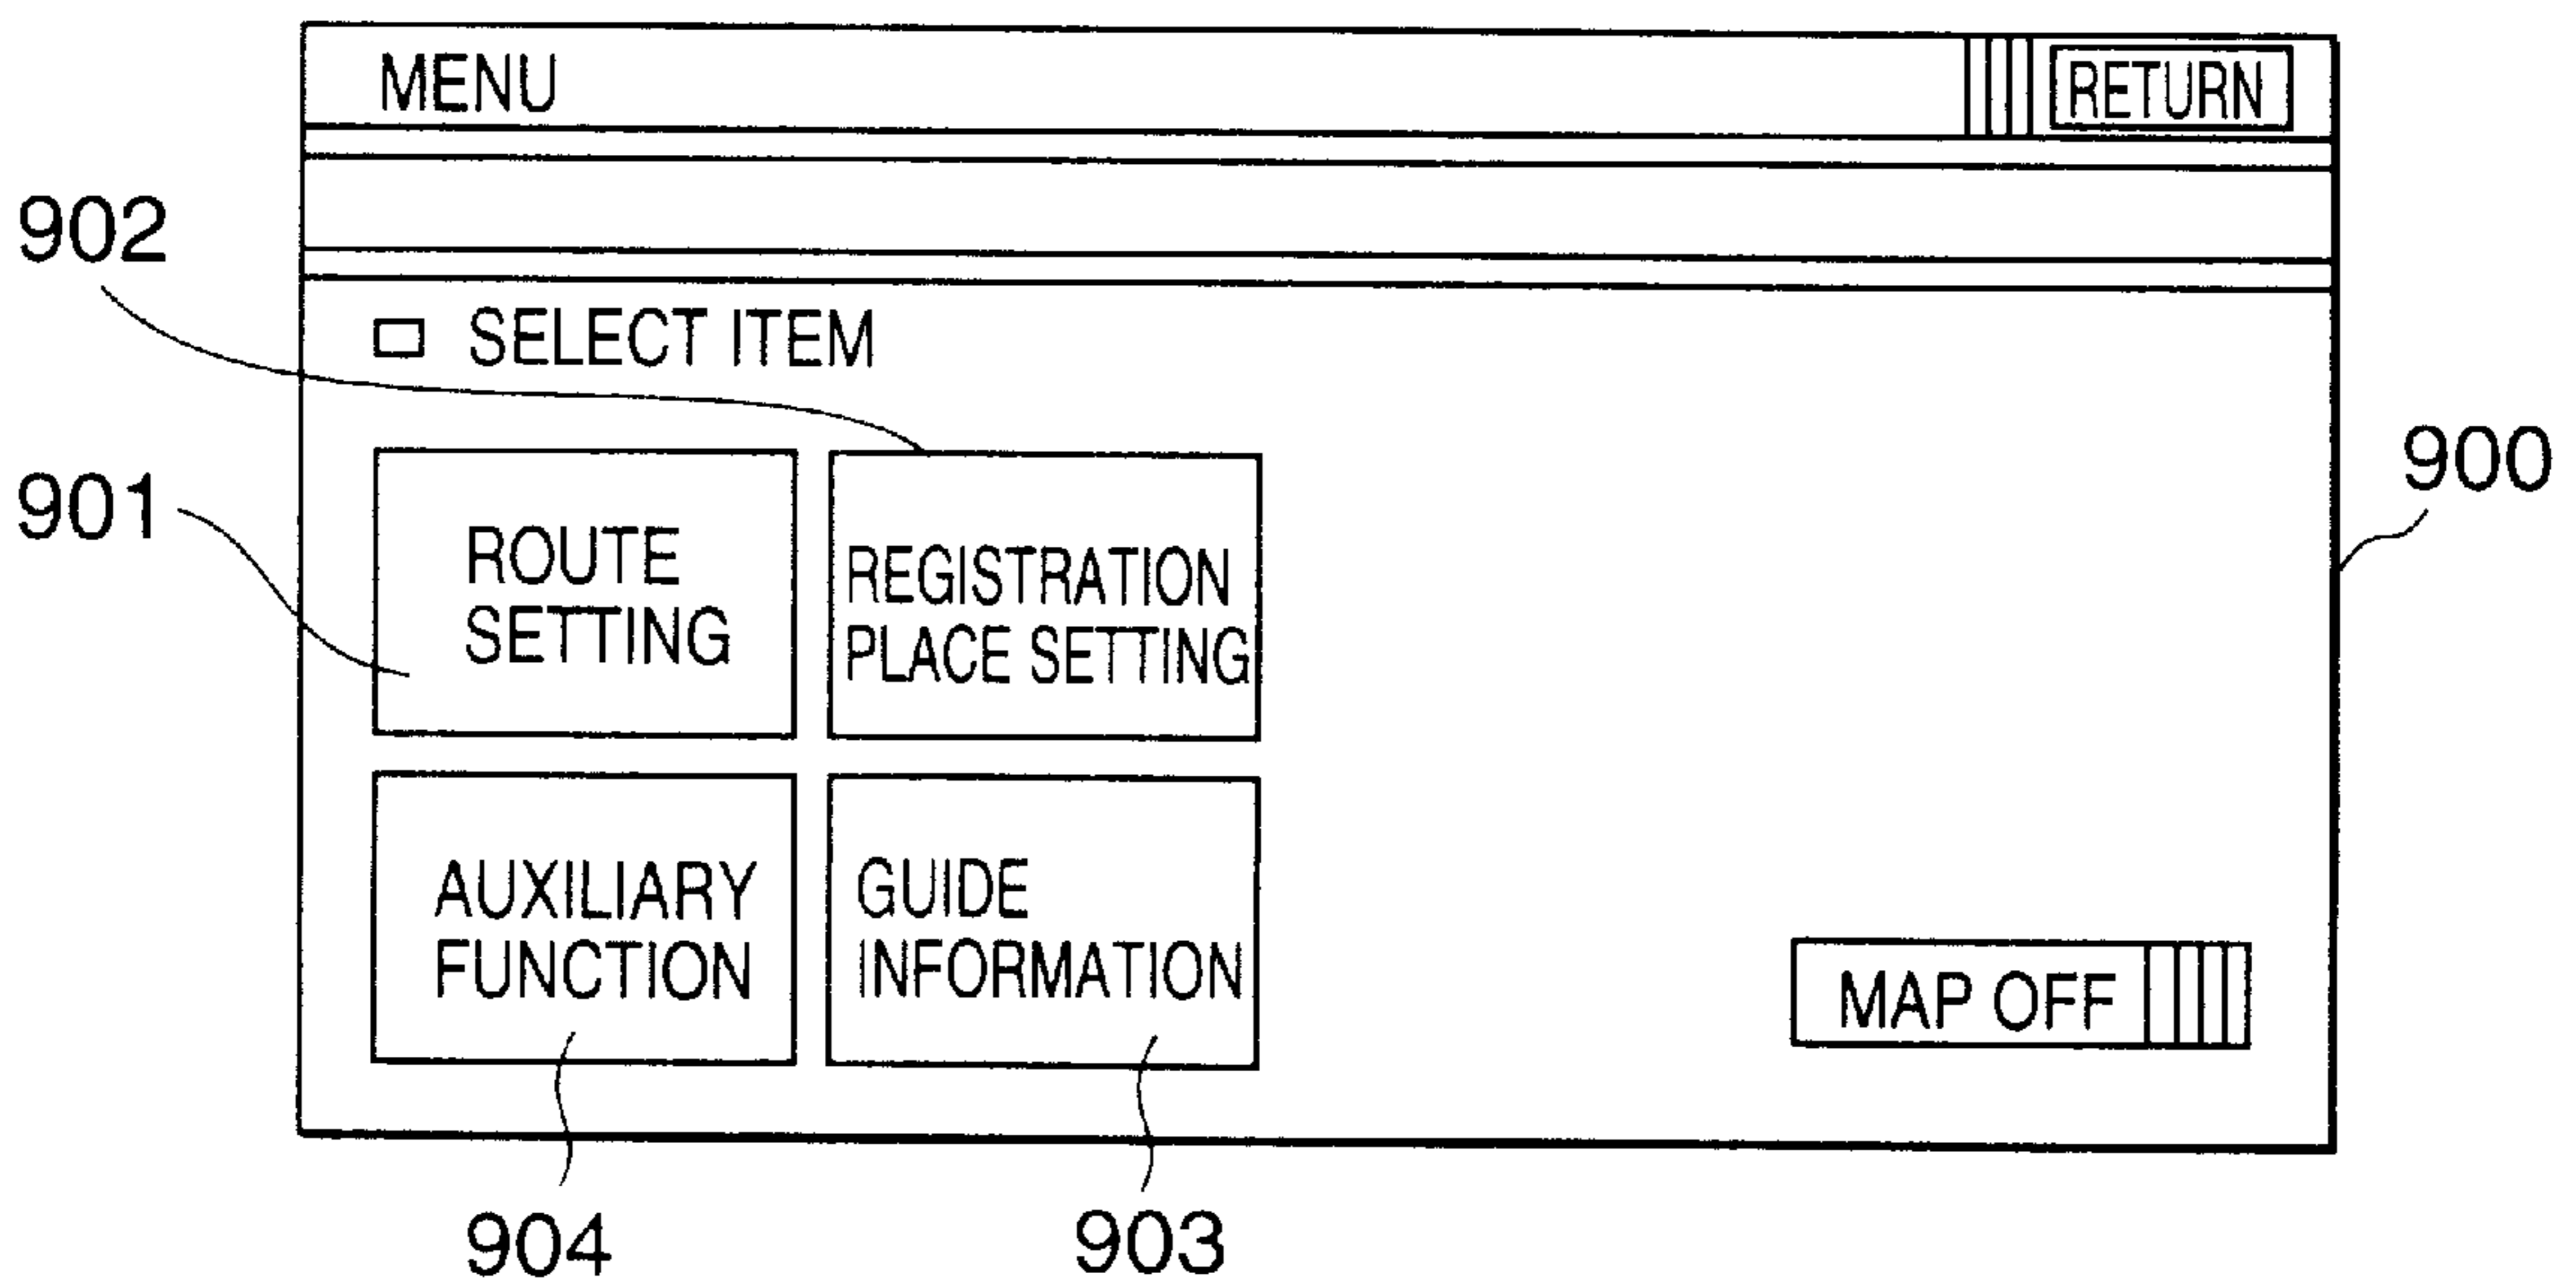 MENU
RETURN
902
SELECT ITEM
900
901
ROUTE
SETTING
REGISTRATION
PLACE SETTING
AUXILIARY
FUNCTION
GUIDE
INFORMATION
MAP OFF
904
903